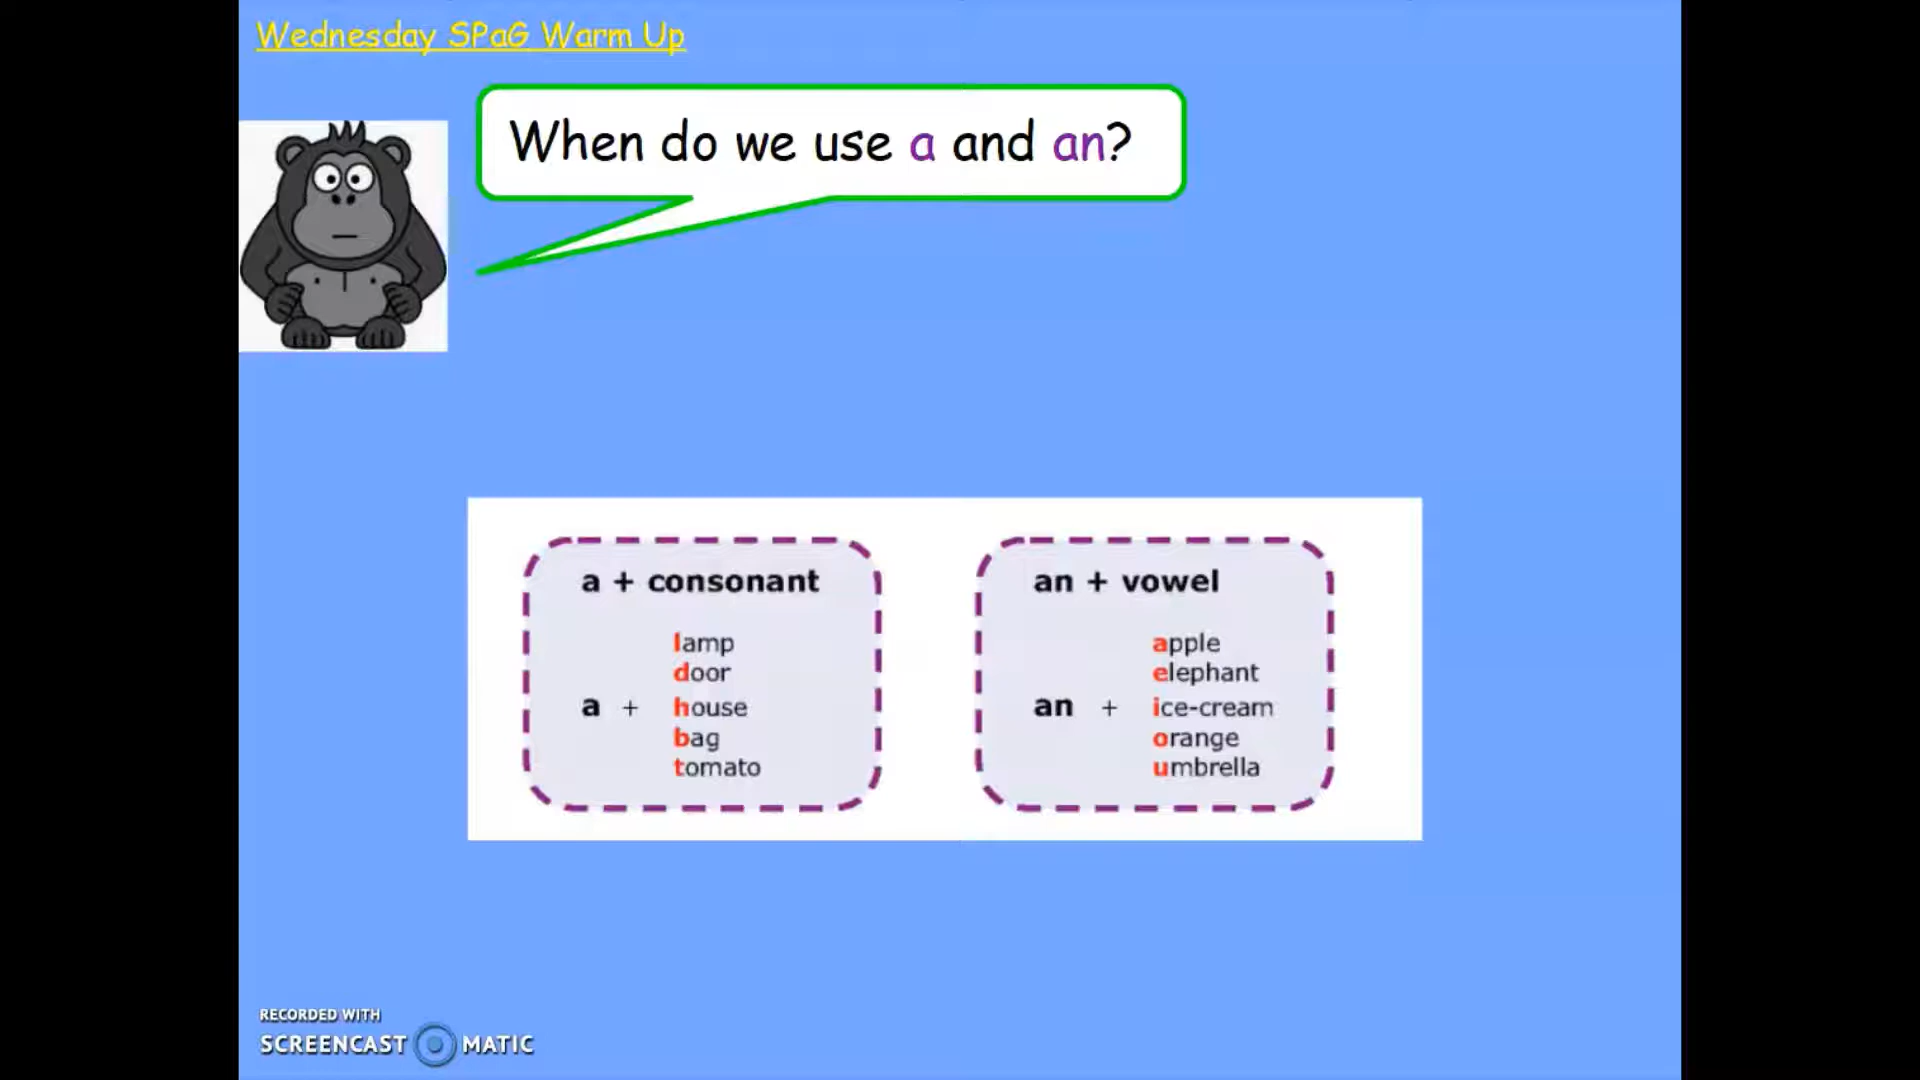 Wednesday SPaG Warm Up
When do we use a and an?
a + consonant
lamp
door
a + house
bag
tomato
an + vowel
apple
elephant
an + ice-cream
orange
umbrella
RECORDED WITH
SCREENCAST MATIC